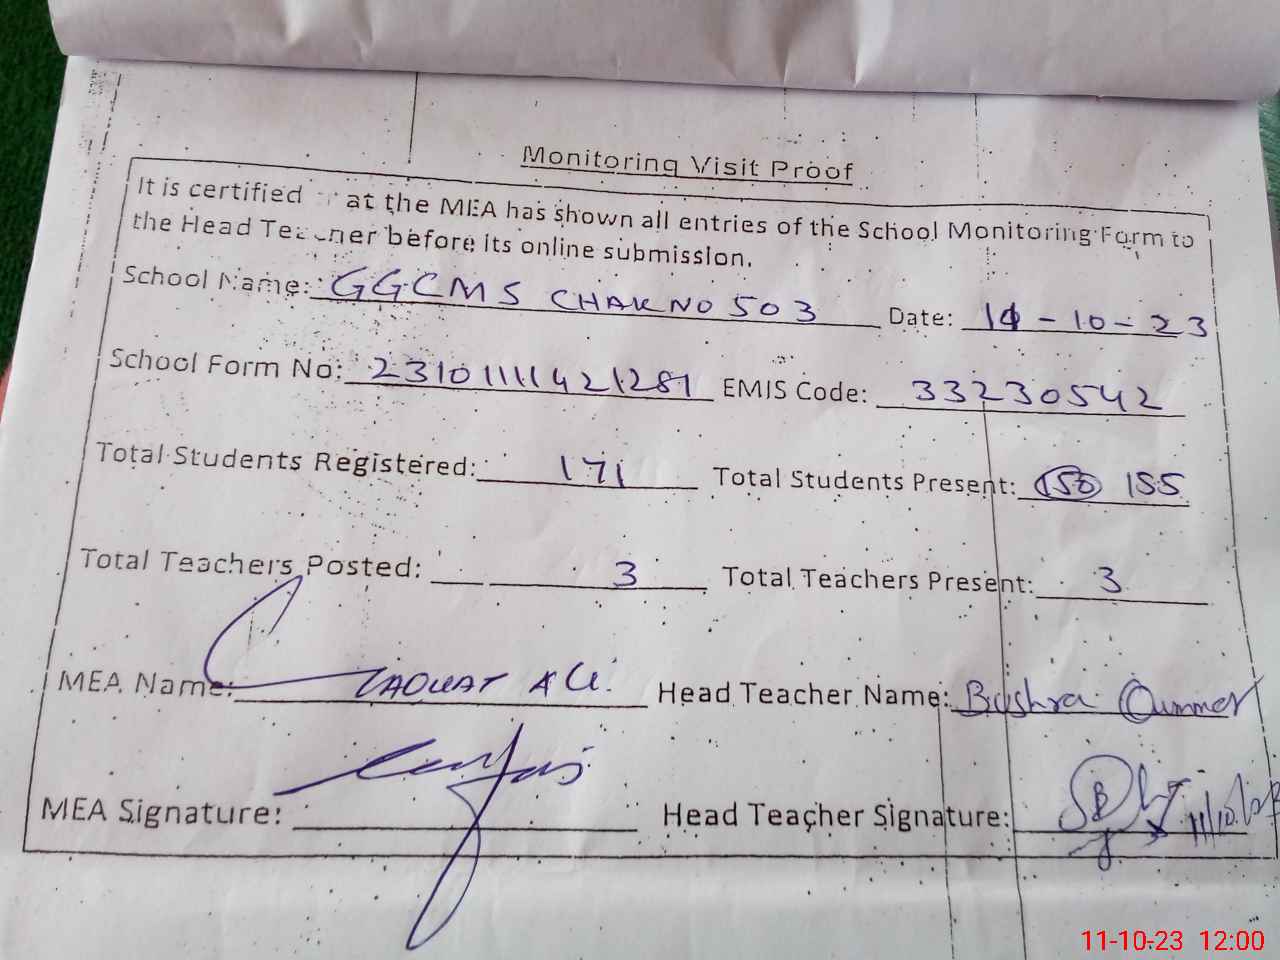 Monitoring Visit Proof
It is certified at the MEA has shown all entries of the School Monitoring Form to
the Head Teacher before its online submission.
School Name: GGCMS CHAK NO 503 Date: -10-23
School Form No: EMIS Code: 33230542
Total Students Registered: 171 Total Students Present: 150 155
Total Teachers Posted: 3 Total Teachers Present: 3
MEA Name: ALI. Head Teacher Name: Bushra
MEA Signature: Head Teacher Signature:
11-10-23 12:00